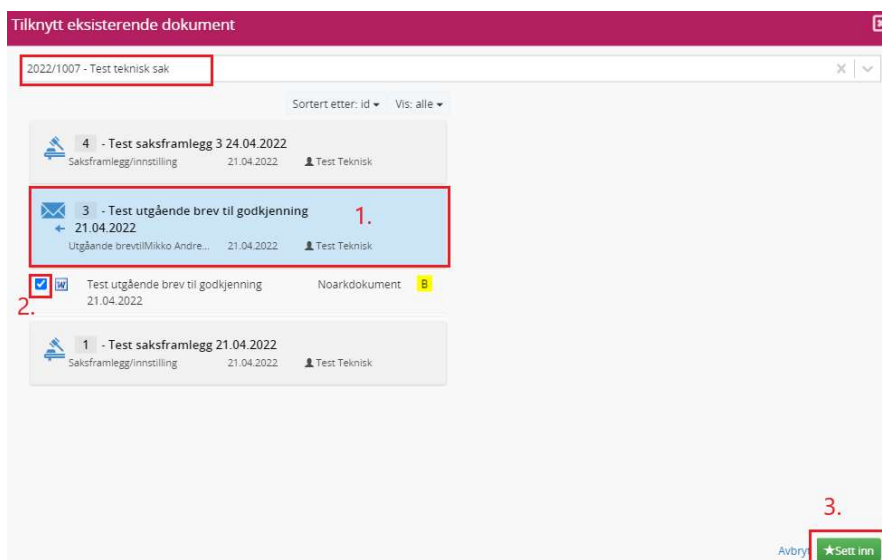 Tilknytt eksisterende dokument
2022/1007 - Test teknisk sak
Sortert etter: id Vis: alle
4 - Test saksframlegg 3 24.04.2022
Saksframlegg/innstilling 21.04.2022 Test Teknisk
3 - Test utgående brev til godkjenning
21.04.2022
1.
Utgående brevtilMikko Andre... 21.04.2022 Test Teknisk
Test utgående brev til godkjenning Noarkdokument B
21.04.2022
2.
1 - Test saksframlegg 21.04.2022
Saksframlegg/innstilling 21.04.2022 Test Teknisk
3.
Avbryt Sett inn